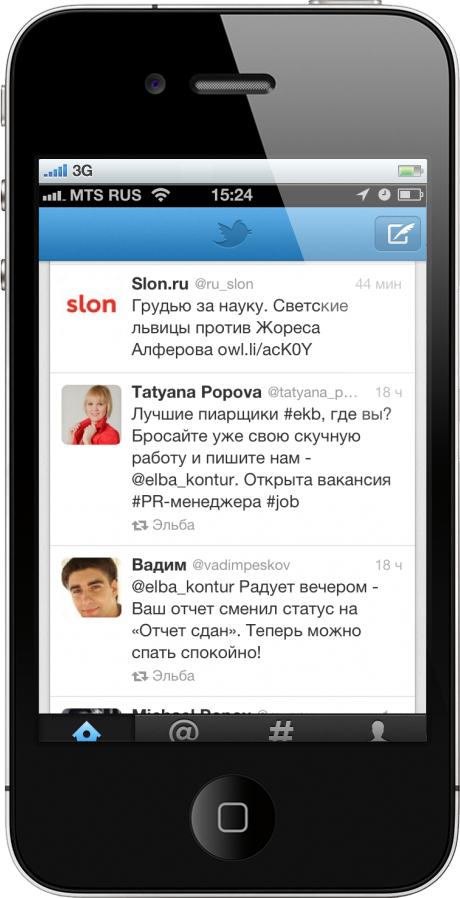 3G
MTS RUS 15:24
Slon.ru @ru_slon 44 мин
slon
Грудью за науку. Светские
львицы против Жореса
Алферова owl.li/acK0Y
Tatyana Popova @tatyana_p... 18 ч
Лучшие пиарщики #ekb, где вы?
Бросайте уже свою скучную
работу и пишите нам -
@elba_kontur. Открыта вакансия
#PR-менеджера #job
Эльба
Вадим @vadimpeskov 18 ч
@elba_kontur Радует вечером -
Ваш отчет сменил статус на
«Отчет сдан». Теперь можно
спать спокойно!
Эльба
@ #